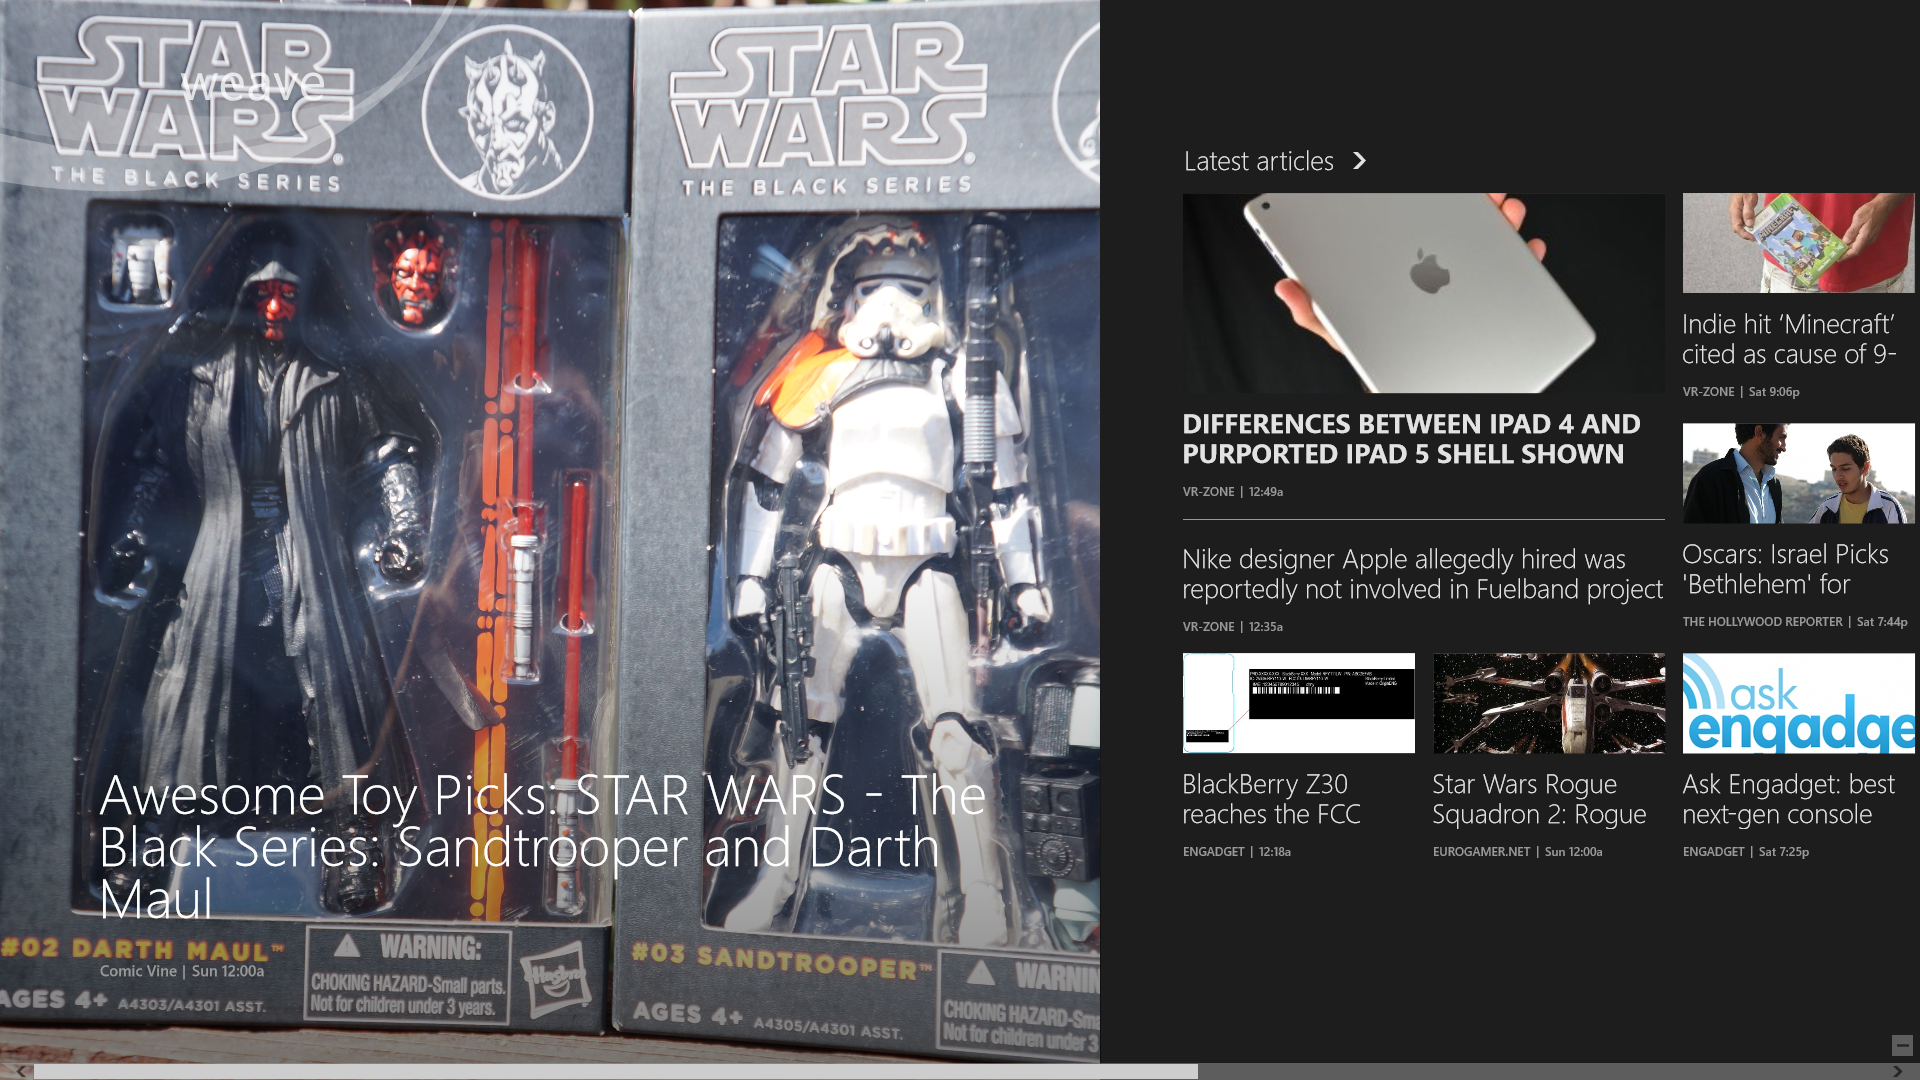 weave
STAR
WARS
THE BLACK SERIES
STAR
WARS
THE BLACK SERIES
Awesome Toy Picks: STAR WARS - The
Black Series: Sandtrooper and Darth
Maul
#02 DARTH MAUL™
Comic Vine | Sun 12:00a
AGES 4+ A4303/A4301 ASST.
WARNING:
CHOKING HAZARD-Small parts.
Not for children under 3 years.
Hasbro
#03 SANDTROOPER™
AGES 4+ A4305/A4301 ASST.
WARNIN
CHOKING HAZARD-Sma
Not for children under 3
Latest articles
DIFFERENCES BETWEEN IPAD 4 AND
PURPORTED IPAD 5 SHELL SHOWN
VR-ZONE | 12:49a
Nike designer Apple allegedly hired was
reportedly not involved in Fuelband project
VR-ZONE | 12:35a
BlackBerry Z30
reaches the FCC
ENGADGET | 12:18a
Star Wars Rogue
Squadron 2: Rogue
EUROGAMER.NET | Sun 12:00a
MINECRAFT
Indie hit ‘Minecraft’
cited as cause of 9-
VR-ZONE | Sat 9:06p
Oscars: Israel Picks
'Bethlehem' for
THE HOLLYWOOD REPORTER | Sat 7:44p
ask
engadge
Ask Engadget: best
next-gen console
ENGADGET | Sat 7:25p